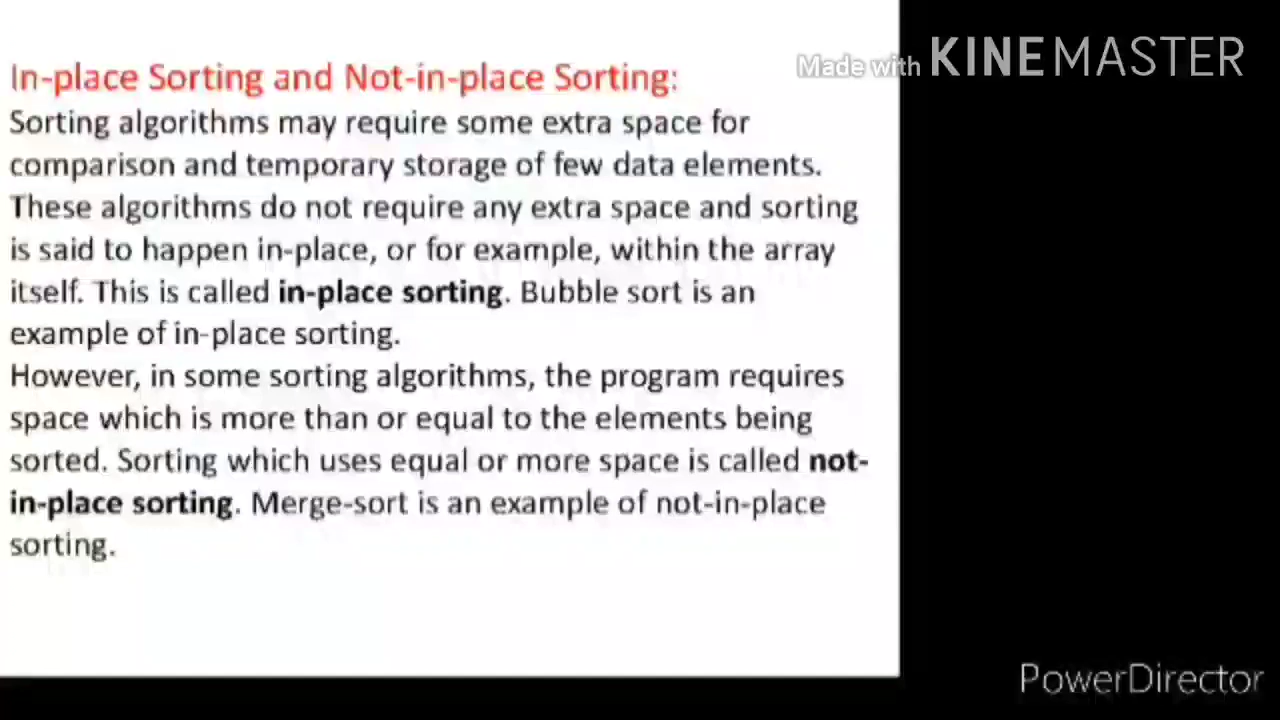 In-place Sorting and Not-in-place Sorting:
Sorting algorithms may require some extra space for
comparison and temporary storage of few data elements.
These algorithms do not require any extra space and sorting
is said to happen in-place, or for example, within the array
itself. This is called in-place sorting. Bubble sort is an
example of in-place sorting.
However, in some sorting algorithms, the program requires
space which is more than or equal to the elements being
sorted. Sorting which uses equal or more space is called not-
in-place sorting. Merge-sort is an example of not-in-place
sorting.
Made with KINEMASTER
PowerDirector